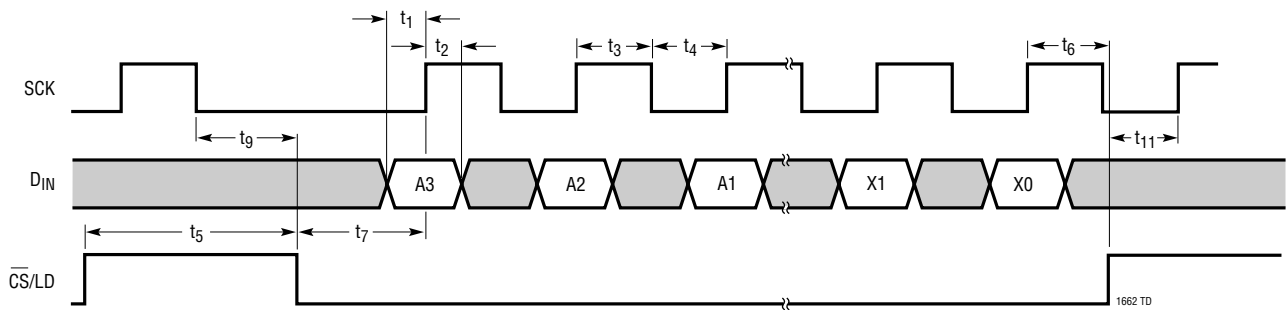 t1
t2
t3
t4
t6
SCK
t9
t11
DIN
A3
A2
A1
X1
X0
t5
t7
CS/LD
1662 TD